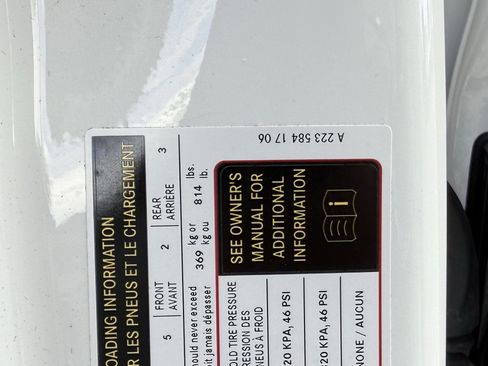 OADING INFORMATION
R LES PNEUS ET LE CHARGEMENT
5 FRONT 2 REAR 3
AVANT ARRIÈRE
ould never exceed 369 kg or 814 lbs.
it jamais dépasser kg ou lb.
OLD TIRE PRESSURE
RESSION DES
NEUS À FROID
20 KPA, 46 PSI
20 KPA, 46 PSI
NONE / AUCUN
SEE OWNER'S
MANUAL FOR
ADDITIONAL
INFORMATION
A 223 584 17 06